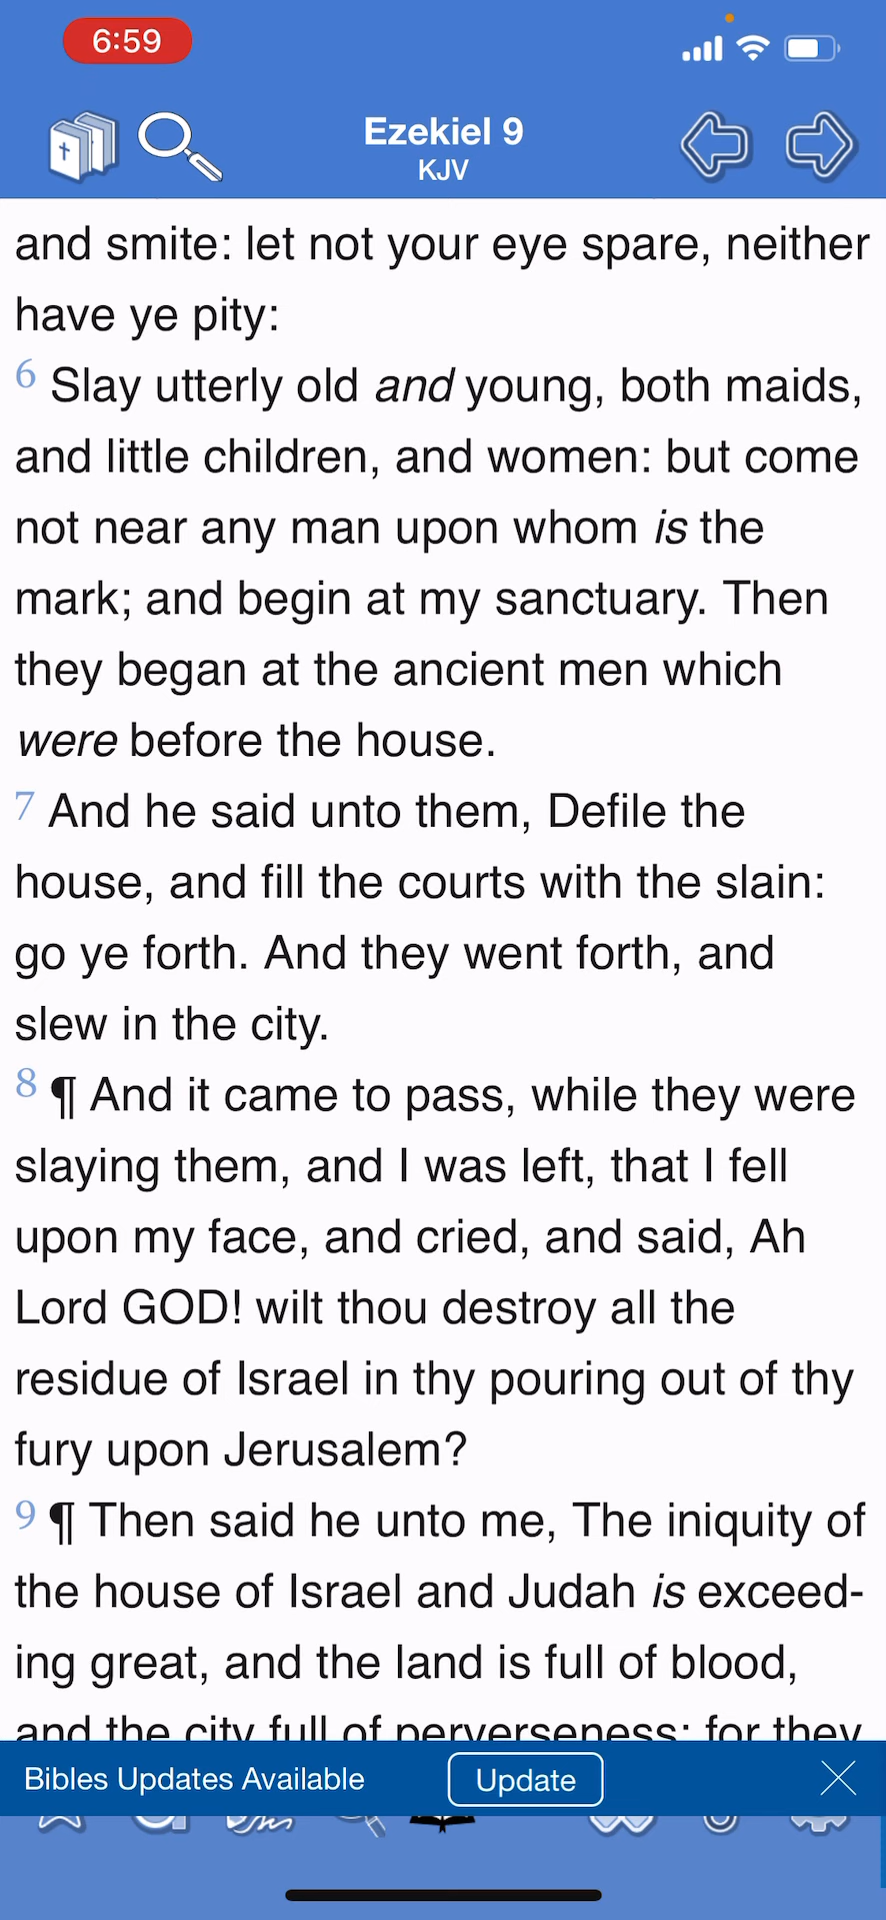 6:59
Ezekiel 9
KJV
and smite: let not your eye spare, neither
have ye pity:
6 Slay utterly old and young, both maids,
and little children, and women: but come
not near any man upon whom is the
mark; and begin at my sanctuary. Then
they began at the ancient men which
were before the house.
7 And he said unto them, Defile the
house, and fill the courts with the slain:
go ye forth. And they went forth, and
slew in the city.
8 ¶ And it came to pass, while they were
slaying them, and I was left, that I fell
upon my face, and cried, and said, Ah
Lord GOD! wilt thou destroy all the
residue of Israel in thy pouring out of thy
fury upon Jerusalem?
9 ¶ Then said he unto me, The iniquity of
the house of Israel and Judah is exceed-
ing great, and the land is full of blood,
and the city full of perverseness: for they
Bibles Updates Available
Update